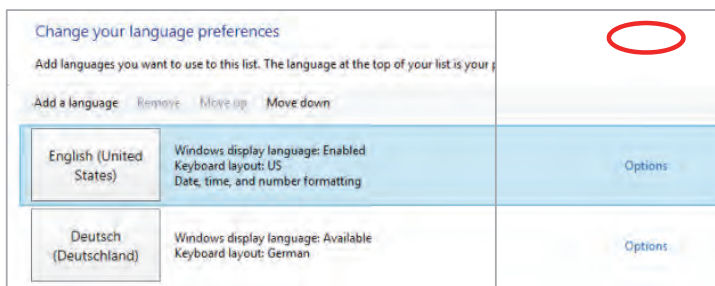 Change your language preferences
Add languages you want to use to this list. The language at the top of your list is your
Add a language Remove Move up Move down
English (United
States)
Windows display language: Enabled
Keyboard layout: US
Date, time, and number formatting
Options
Deutsch
(Deutschland)
Windows display language: Available
Keyboard layout: German
Options